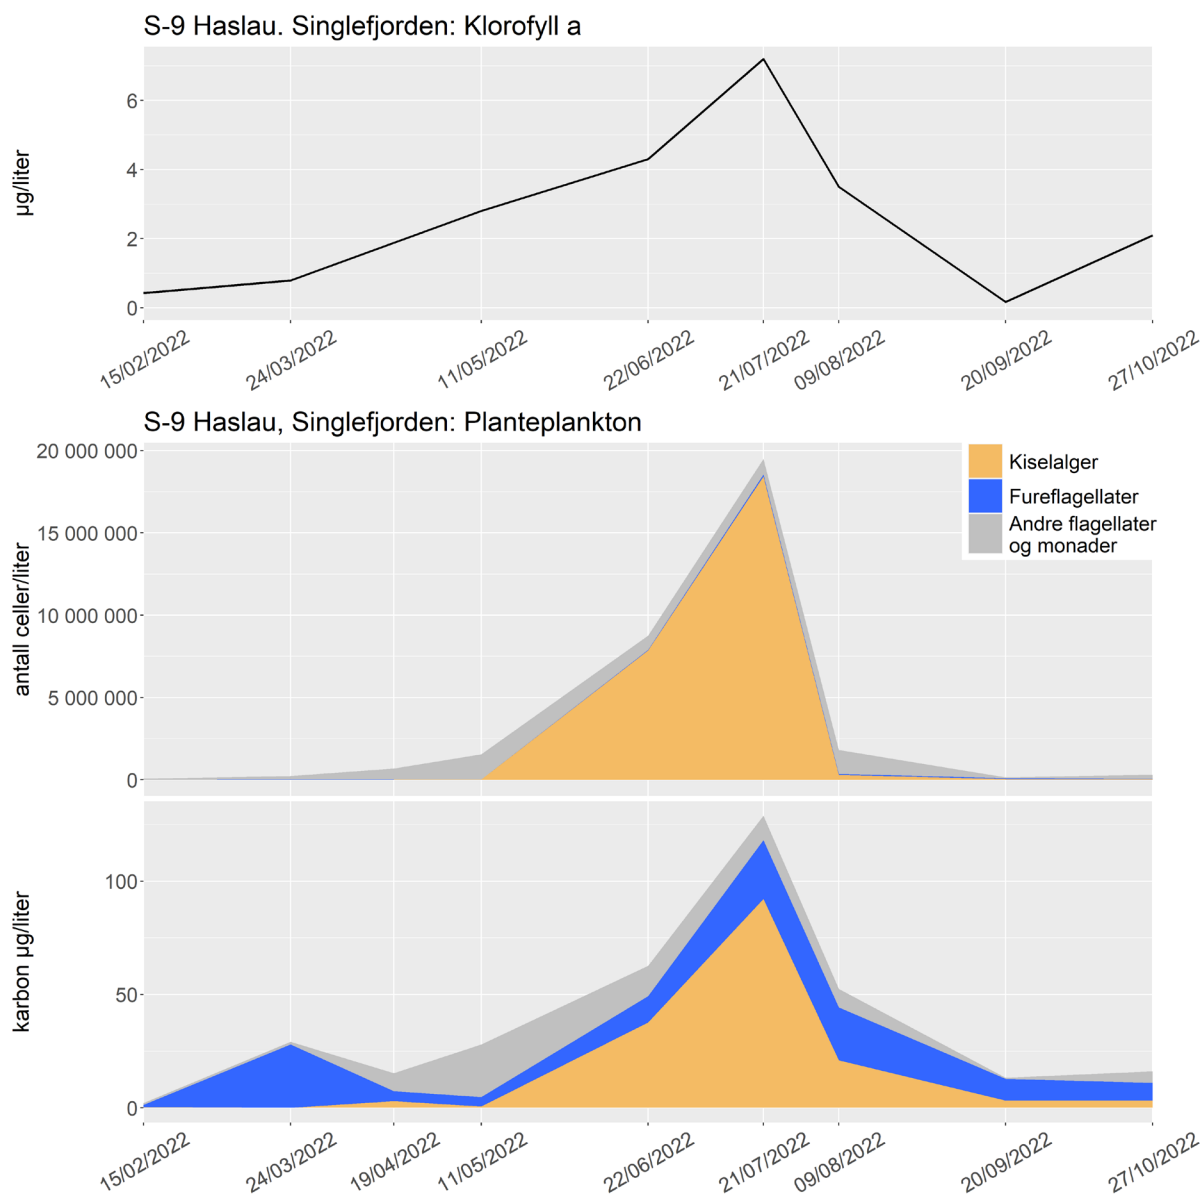 S-9 Haslau. Singlefjorden: Klorofyll a
µg/liter
6
4
2
0
15/02/2022
24/03/2022
11/05/2022
22/06/2022
21/07/2022
09/08/2022
20/09/2022
27/10/2022
S-9 Haslau, Singlefjorden: Planteplankton
antall celler/liter
20 000 000
15 000 000
10 000 000
5 000 000
0
Kiselalger
Fureflagellater
Andre flagellater
og monader
karbon µg/liter
100
50
0
15/02/2022
24/03/2022
19/04/2022
11/05/2022
22/06/2022
21/07/2022
09/08/2022
20/09/2022
27/10/2022